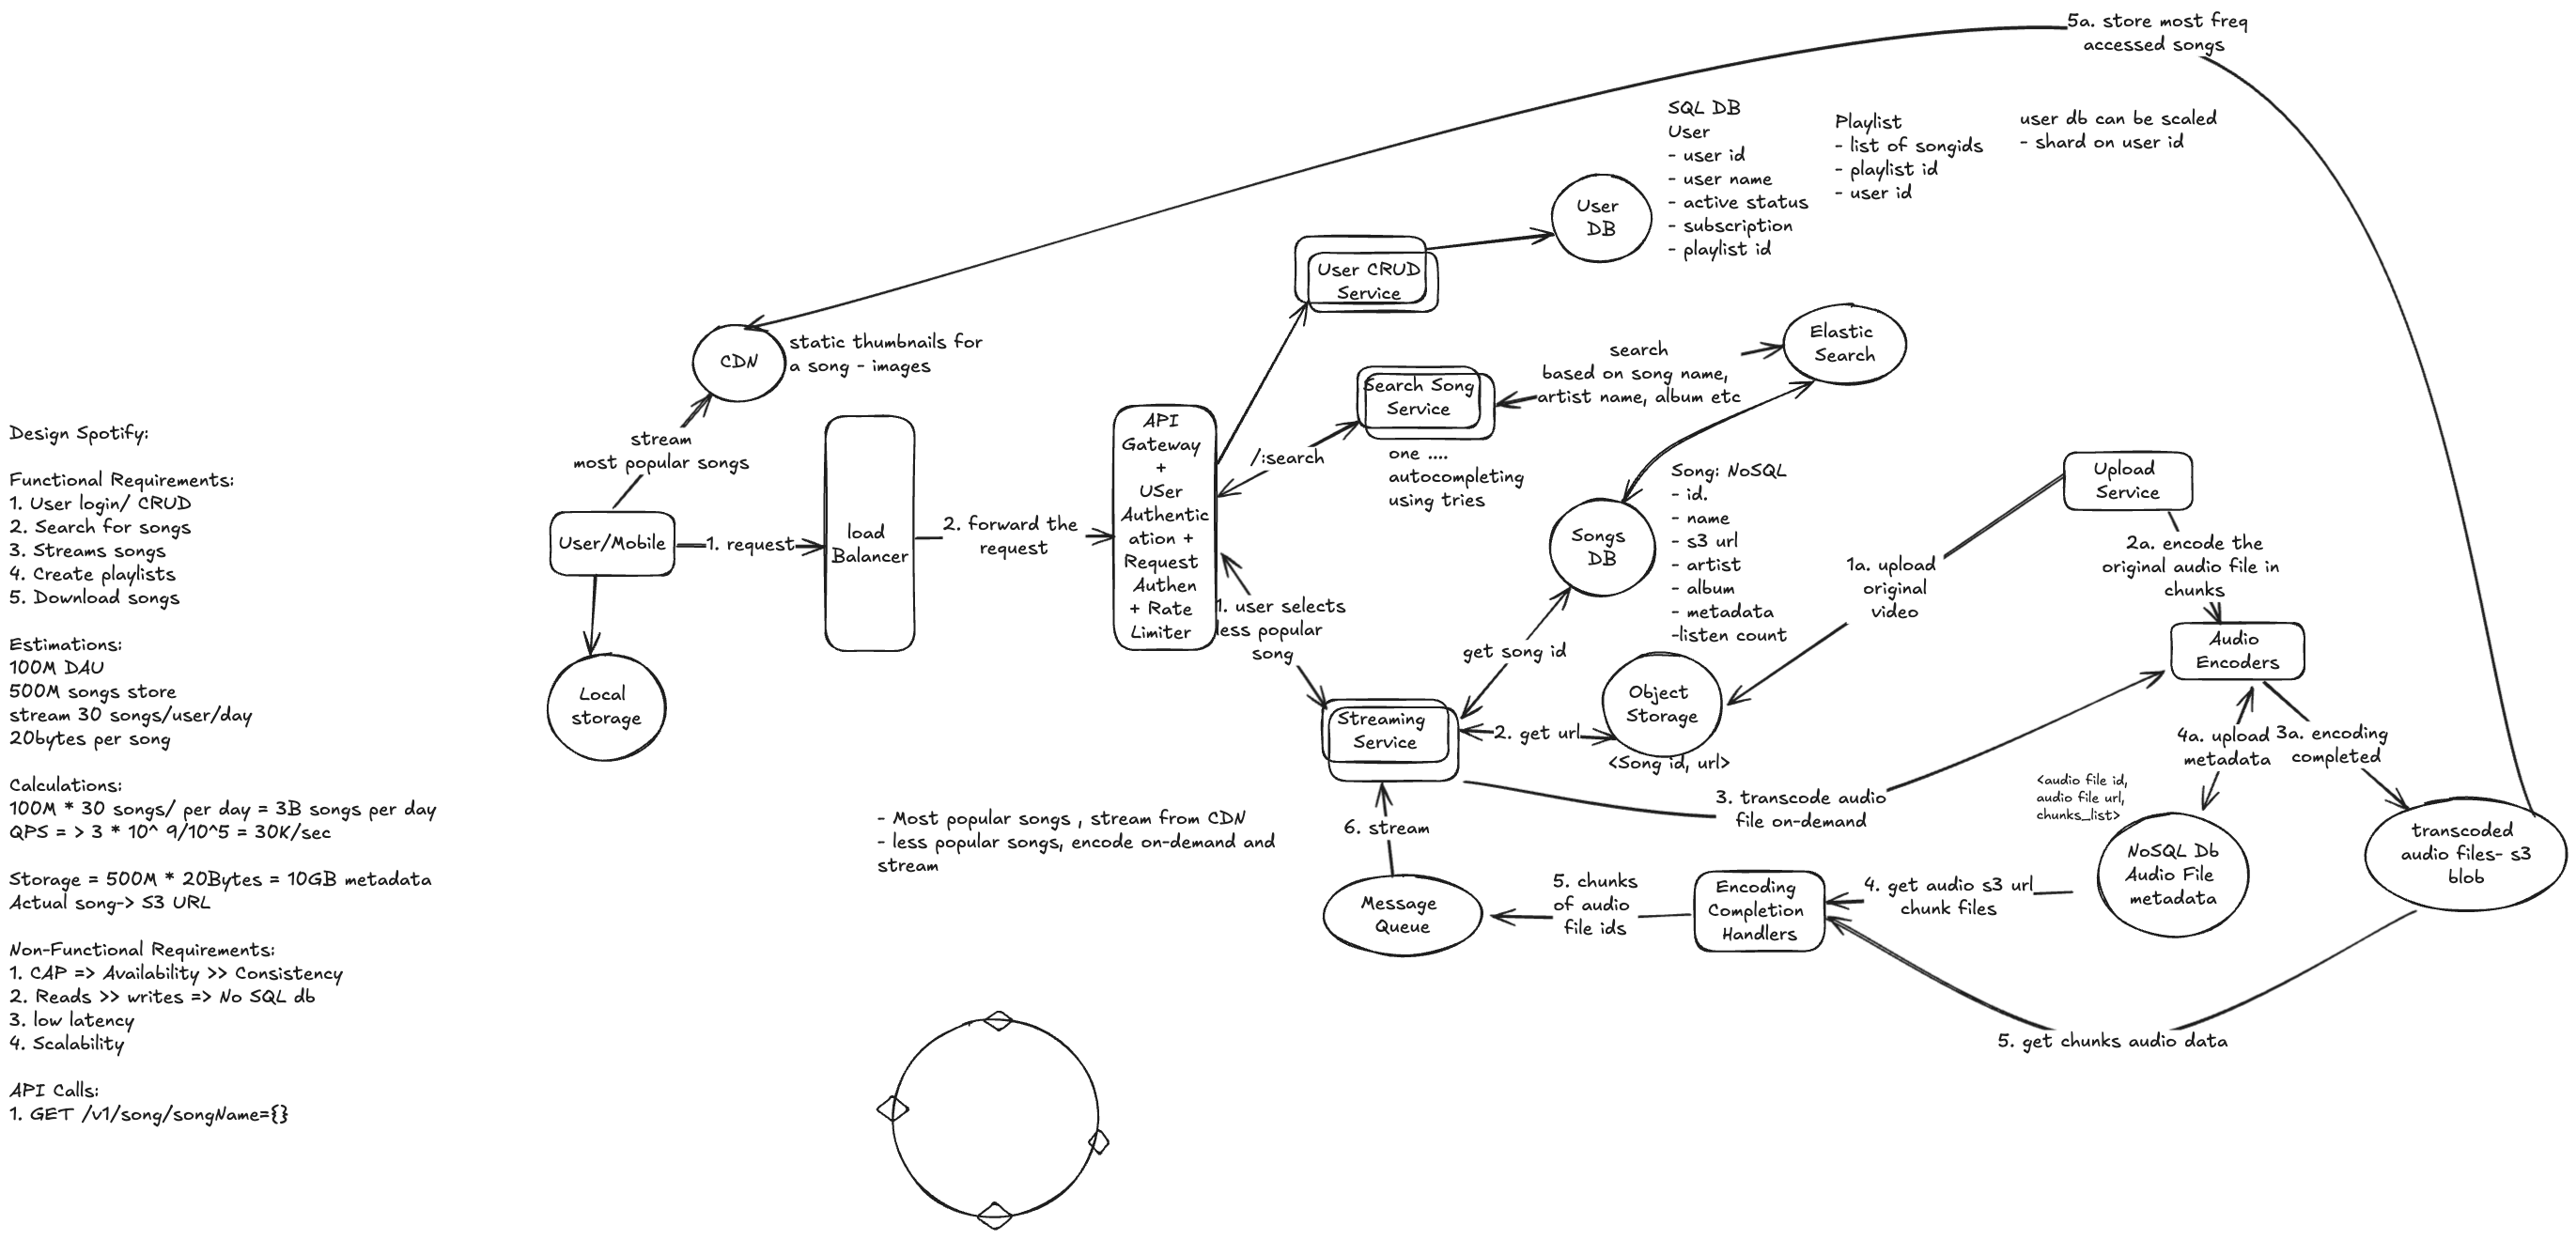 5a. store most freq
accessed songs
SQL DB
User
- user id
- user name
- active status
- subscription
- playlist id
Playlist
- list of songids
- playlist id
- user id
user db can be scaled
- shard on user id
User
DB
User CRUD
Service
CDN
static thumbnails for
a song - images
Elastic
Search
search
based on song name,
artist name, album etc
Search Song
Service
one ....
autocompleting
using tries
/:search
stream
most popular songs
API
Gateway
+
USer
Authentic
ation +
Request
Authen
+ Rate
Limiter
Design Spotify:
Functional Requirements:
1. User login/ CRUD
2. Search for songs
3. Streams songs
4. Create playlists
5. Download songs
Estimations:
100M DAU
500M songs store
stream 30 songs/user/day
20bytes per song
Calculations:
100M * 30 songs/ per day = 3B songs per day
QPS = > 3 * 10^ 9/10^5 = 30K/sec
Storage = 500M * 20Bytes = 10GB metadata
Actual song-> S3 URL
Non-Functional Requirements:
1. CAP => Availability >> Consistency
2. Reads >> writes => No SQL db
3. low latency
4. Scalability
API Calls:
1. GET /v1/song/songName={}
User/Mobile
1. request
load
Balancer
2. forward the
request
Local
storage
Song: NoSQL
- id.
- name
- s3 url
- artist
- album
- metadata
-listen count
Songs
DB
Upload
Service
1a. upload
original
video
2a. encode the
original audio file in
chunks
Audio
Encoders
1. user selects
less popular
song
get song id
Object
Storage
<Song id, url>
Streaming
Service
2. get url
3. transcode audio
file on-demand
4a. upload
metadata
3a. encoding
completed
<audio file id,
audio file url,
chunks_list>
transcoded
audio files- s3
blob
NoSQL Db
Audio File
metadata
- Most popular songs , stream from CDN
- less popular songs, encode on-demand and
stream
6. stream
Message
Queue
5. chunks
of audio
file ids
Encoding
Completion
Handlers
4. get audio s3 url
chunk files
5. get chunks audio data